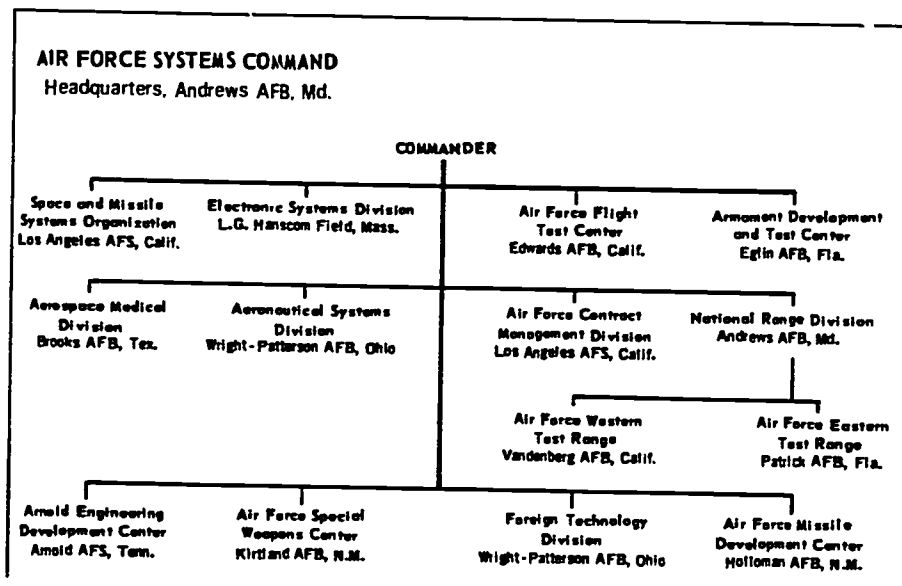 AIR FORCE SYSTEMS COMMAND
Headquarters, Andrews AFB, Md.
COMMANDER
Space and Missile
Systems Organization
Los Angeles AFS, Calif.
Electronic Systems Division
L.G. Hanscom Field, Mass.
Air Force Flight
Test Center
Edwards AFB, Calif.
Armament Development
and Test Center
Eglin AFB, Fla.
Aerospace Medical
Division
Brooks AFB, Tex.
Aeronautical Systems
Division
Wright-Patterson AFB, Ohio
Air Force Contract
Management Division
Los Angeles AFS, Calif.
National Range Division
Andrews AFB, Md.
Air Force Western
Test Range
Vandenberg AFB, Calif.
Air Force Eastern
Test Range
Patrick AFB, Fla.
Arnold Engineering
Development Center
Arnold AFS, Tenn.
Air Force Special
Weapons Center
Kirtland AFB, N.M.
Foreign Technology
Division
Wright-Patterson AFB, Ohio
Air Force Missile
Development Center
Holloman AFB, N.M.